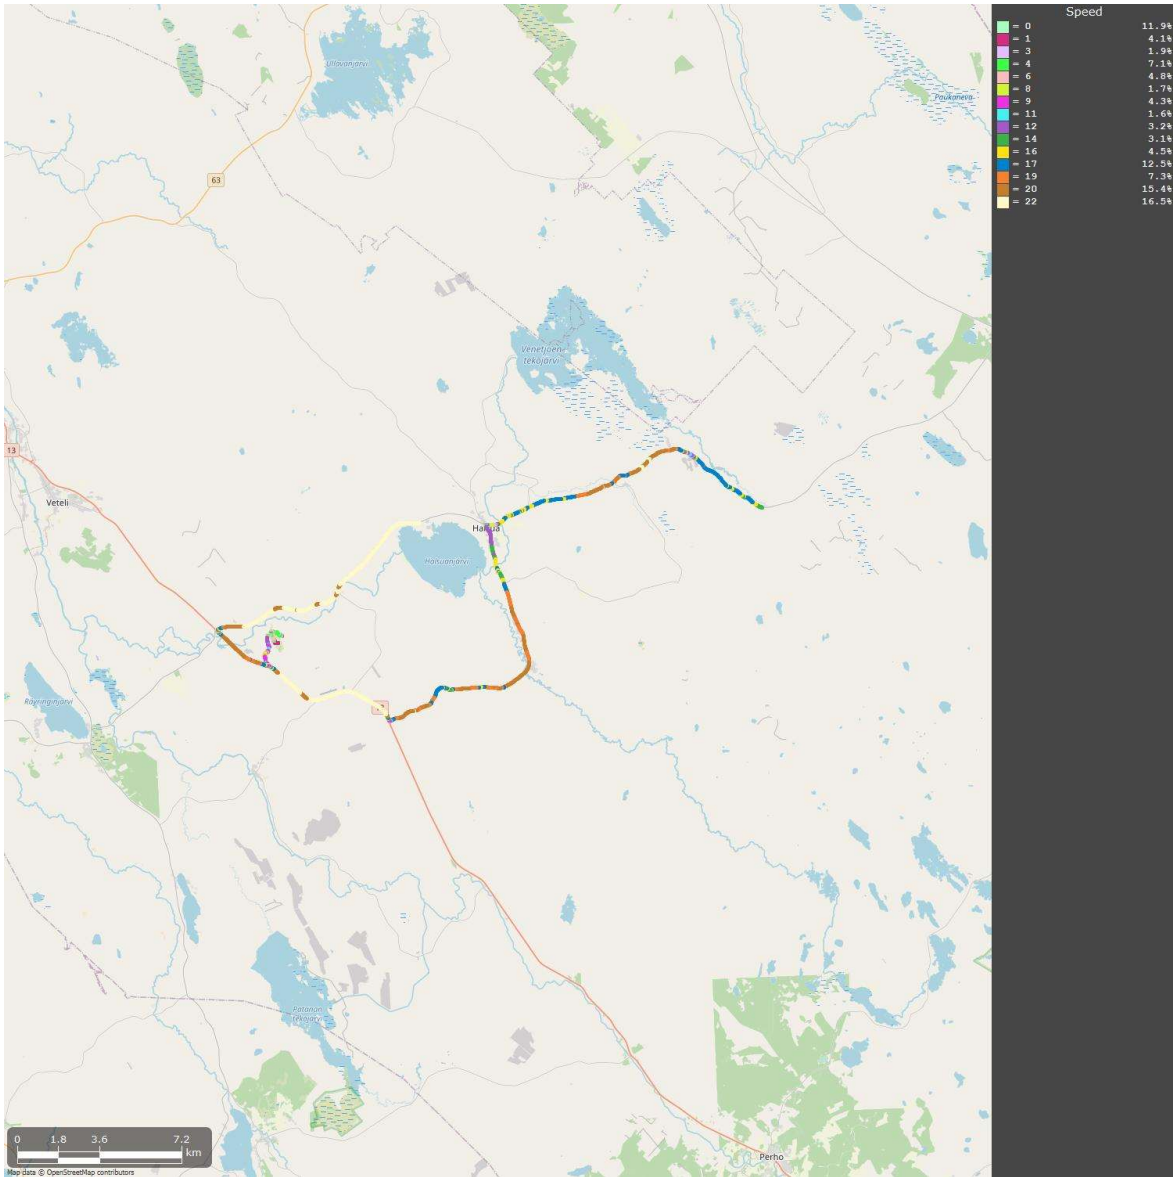 Speed
= 0 11.9%
= 1 4.1%
= 3 1.9%
= 4 7.1%
= 6 4.8%
= 8 1.7%
= 9 4.3%
= 11 1.6%
= 12 3.2%
= 14 3.1%
= 16 4.5%
= 17 12.5%
= 19 7.3%
= 20 15.4%
= 22 16.5%
Ullavanjärvi
Paukaneva
63
Venetjoen
tekojärvi
13
Veteli
Halsua
Halsuanjärvi
Räyringinjärvi
Patanan
tekojärvi
Perho
0 1.8 3.6 7.2
km
Map data © OpenStreetMap contributors